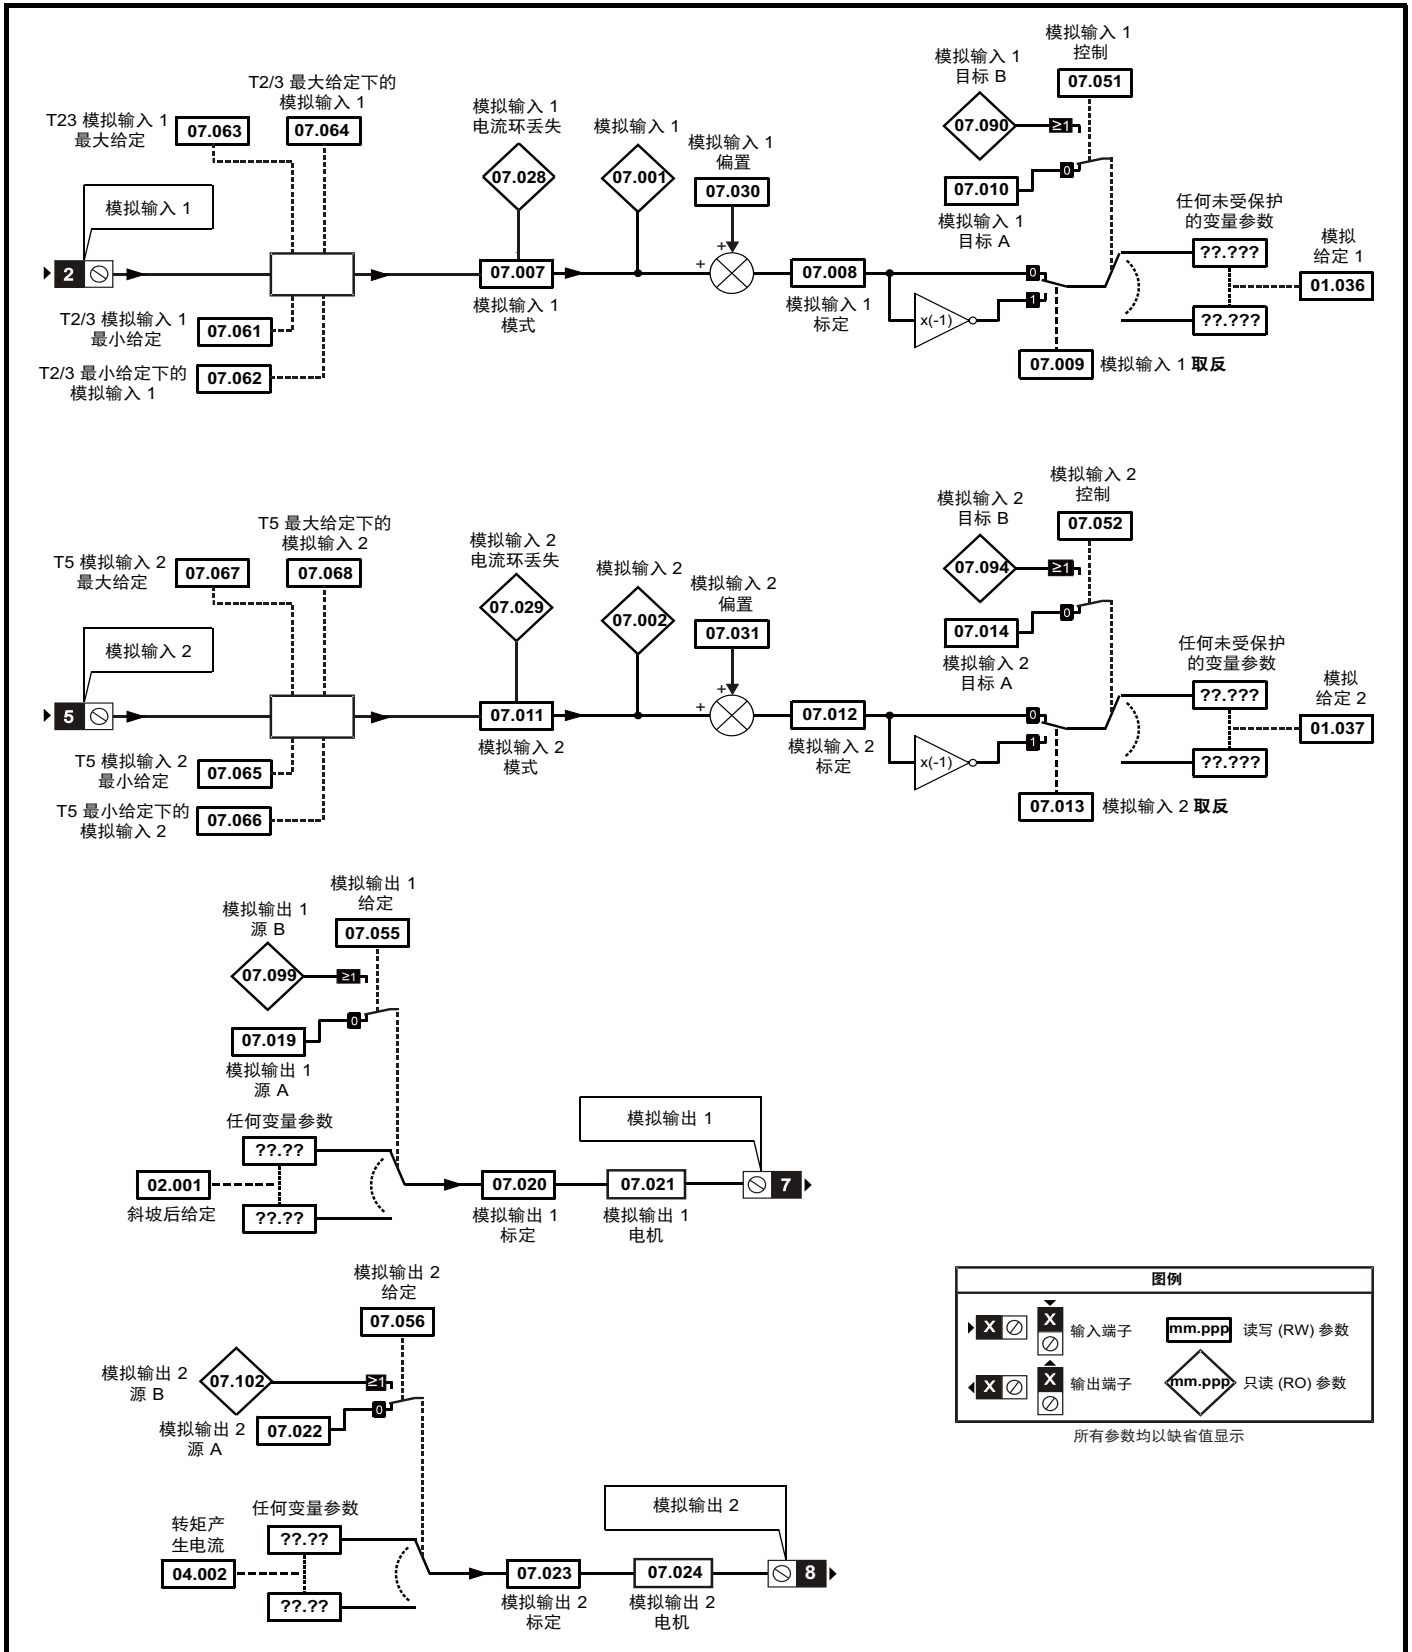 T23 模拟输入 1
最大给定
07.063
T2/3 最大给定下的
模拟输入 1
07.064
模拟输入 1
2
T2/3 模拟输入 1
最小给定
07.061
T2/3 最小给定下的
模拟输入 1
07.062
模拟输入 1
电流环丢失
07.028
07.007
模拟输入 1
模式
模拟输入 1
07.001
模拟输入 1
偏置
07.030
+
+
07.008
模拟输入 1
标定
x(-1)
0
1
07.009
模拟输入 1 取反
模拟输入 1
目标 B
07.090
≥1
模拟输入 1
控制
07.051
0
07.010
模拟输入 1
目标 A
任何未受保护
的变量参数
??.???
??.???
模拟
给定 1
01.036
T5 模拟输入 2
最大给定
07.067
T5 最大给定下的
模拟输入 2
07.068
模拟输入 2
5
T5 模拟输入 2
最小给定
07.065
T5 最小给定下的
模拟输入 2
07.066
模拟输入 2
电流环丢失
07.029
07.011
模拟输入 2
模式
模拟输入 2
07.002
模拟输入 2
偏置
07.031
+
+
07.012
模拟输入 2
标定
x(-1)
0
1
07.013
模拟输入 2 取反
模拟输入 2
目标 B
07.094
≥1
模拟输入 2
控制
07.052
0
07.014
模拟输入 2
目标 A
任何未受保护
的变量参数
??.???
??.???
模拟
给定 2
01.037
模拟输出 1
给定
07.055
模拟输出 1
源 B
07.099
≥1
0
07.019
模拟输出 1
源 A
任何变量参数
??.??
02.001
斜坡后给定
??.??
07.020
模拟输出 1
标定
07.021
模拟输出 1
电机
模拟输出 1
7
模拟输出 2
给定
07.056
模拟输出 2
源 B
07.102
≥1
0
模拟输出 2
源 A
07.022
任何变量参数
??.??
转矩产
生电流
04.002
??.??
07.023
模拟输出 2
标定
07.024
模拟输出 2
电机
模拟输出 2
8
图例
X
X
输入端子
mm.ppp
读写 (RW) 参数
X
X
输出端子
mm.ppp
只读 (RO) 参数
所有参数均以缺省值显示